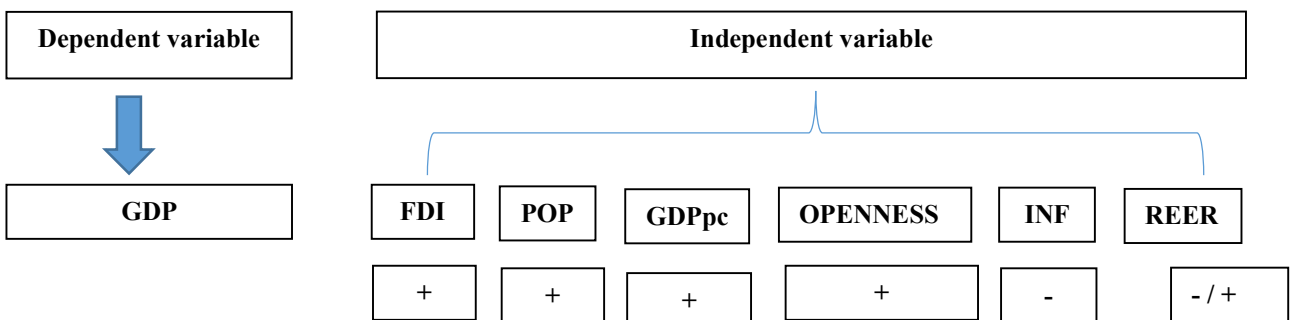 Dependent variable
Independent variable
GDP
FDI
POP
GDPpc
OPENNESS
INF
REER
+
+
+
+
-
- / +